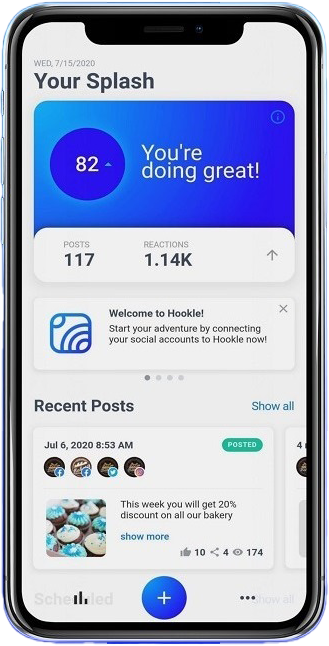 WED, 7/15/2020
Your Splash
82
You're
doing great!
POSTS
REACTIONS
117
1.14K
Welcome to Hookle!
Start your adventure by connecting
your social accounts to Hookle now!
Recent Posts
Show all
Jul 6, 2020 8:53 AM
POSTED
This week you will get 20%
discount on all our bakery
show more
10
4
174
Scheduled
Show all